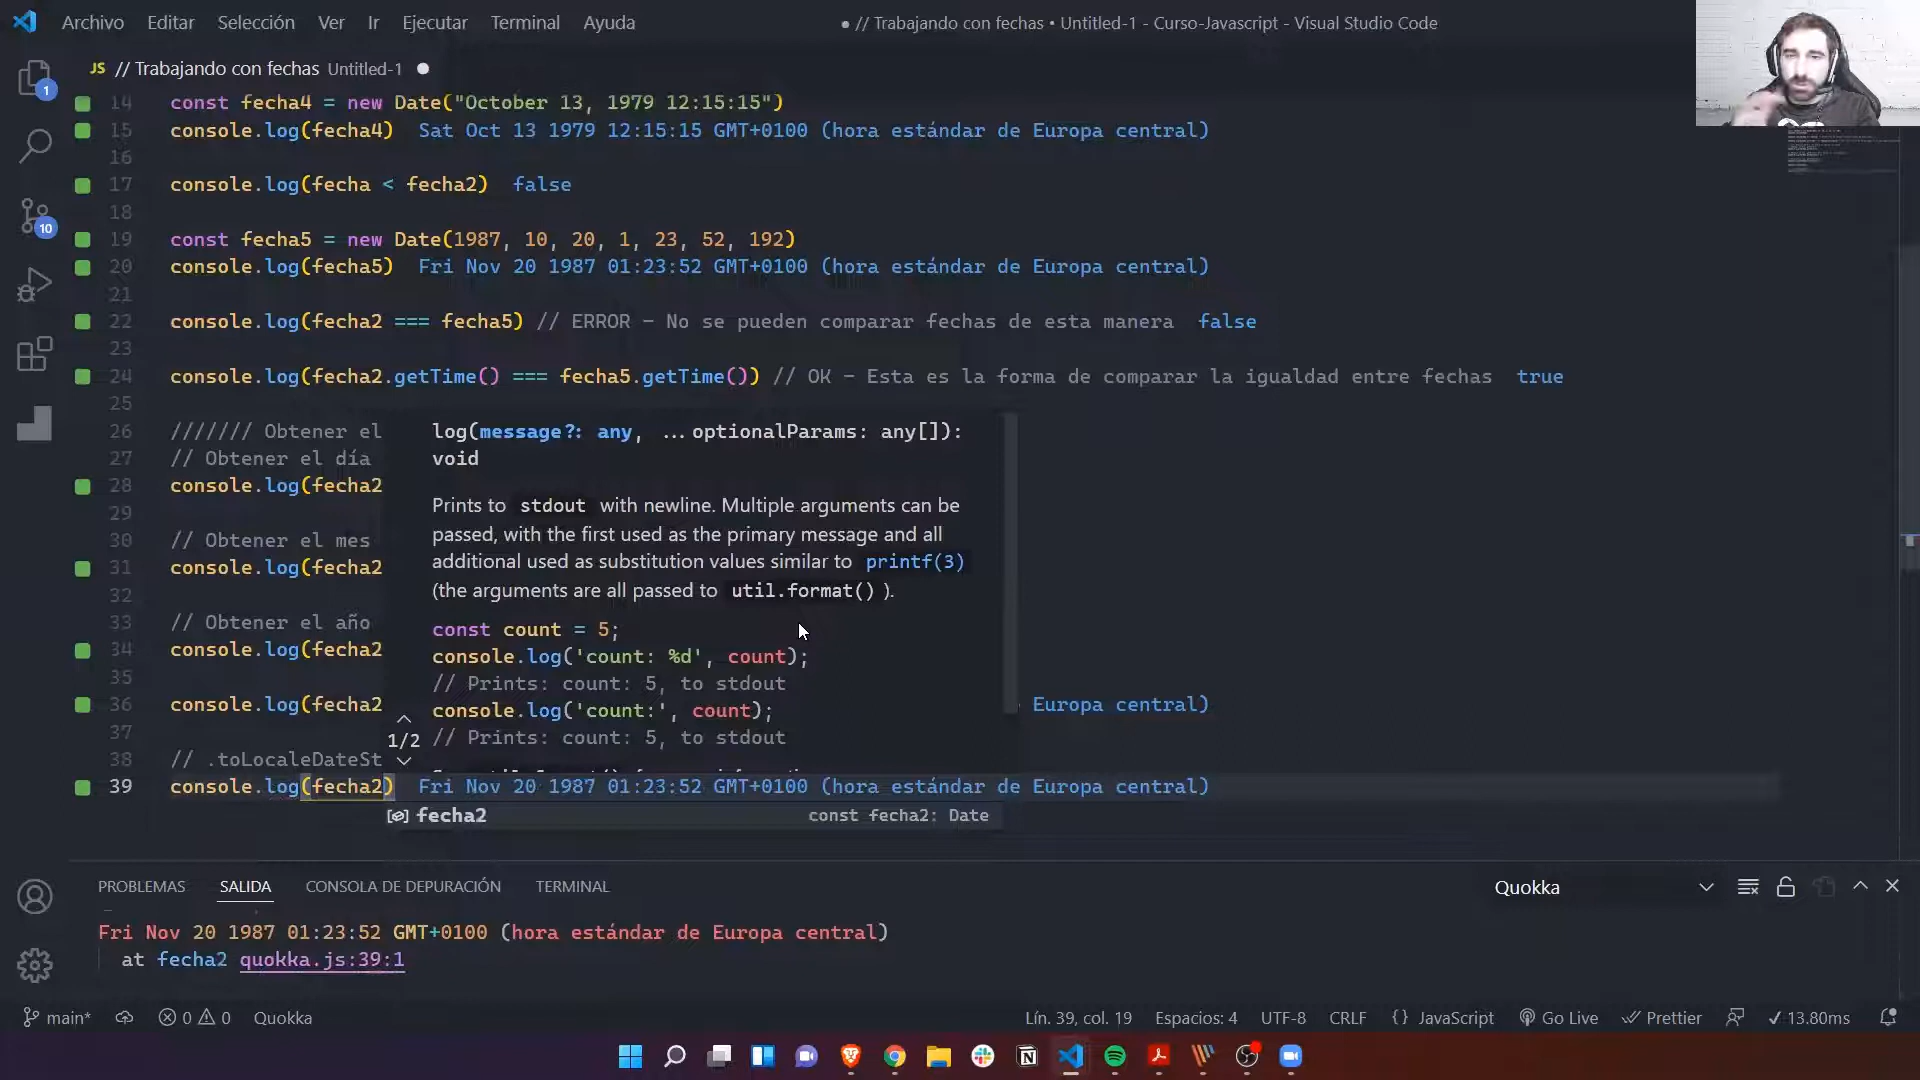 Archivo Editar Selección Ver Ir Ejecutar Terminal Ayuda
● // Trabajando con fechas • Untitled-1 - Curso-Javascript - Visual Studio Code
JS // Trabajando con fechas Untitled-1 ●
1
10
14 const fecha4 = new Date("October 13, 1979 12:15:15")
15 console.log(fecha4) Sat Oct 13 1979 12:15:15 GMT+0100 (hora estándar de Europa central)
16
17 console.log(fecha < fecha2) false
18
19 const fecha5 = new Date(1987, 10, 20, 1, 23, 52, 192)
20 console.log(fecha5) Fri Nov 20 1987 01:23:52 GMT+0100 (hora estándar de Europa central)
21
22 console.log(fecha2 === fecha5) // ERROR - No se pueden comparar fechas de esta manera false
23
24 console.log(fecha2.getTime() === fecha5.getTime()) // OK - Esta es la forma de comparar la igualdad entre fechas true
25
26 /////// Obtener el
27 // Obtener el día
28 console.log(fecha2
29
30 // Obtener el mes
31 console.log(fecha2
32
33 // Obtener el año
34 console.log(fecha2
35
36 console.log(fecha2 Europa central)
37
38 // .toLocaleDateSt
39 console.log(fecha2) Fri Nov 20 1987 01:23:52 GMT+0100 (hora estándar de Europa central)
log(message?: any, ...optionalParams: any[]):
void
Prints to stdout with newline. Multiple arguments can be
passed, with the first used as the primary message and all
additional used as substitution values similar to printf(3)
(the arguments are all passed to util.format() ).
const count = 5;
console.log('count: %d', count);
// Prints: count: 5, to stdout
console.log('count:', count);
1/2 // Prints: count: 5, to stdout
fecha2 const fecha2: Date
PROBLEMAS SALIDA CONSOLA DE DEPURACIÓN TERMINAL Quokka
Fri Nov 20 1987 01:23:52 GMT+0100 (hora estándar de Europa central)
at fecha2 quokka.js:39:1
main* 0 0 Quokka Lín. 39, col. 19 Espacios: 4 UTF-8 CRLF {} JavaScript Go Live Prettier 13.80ms